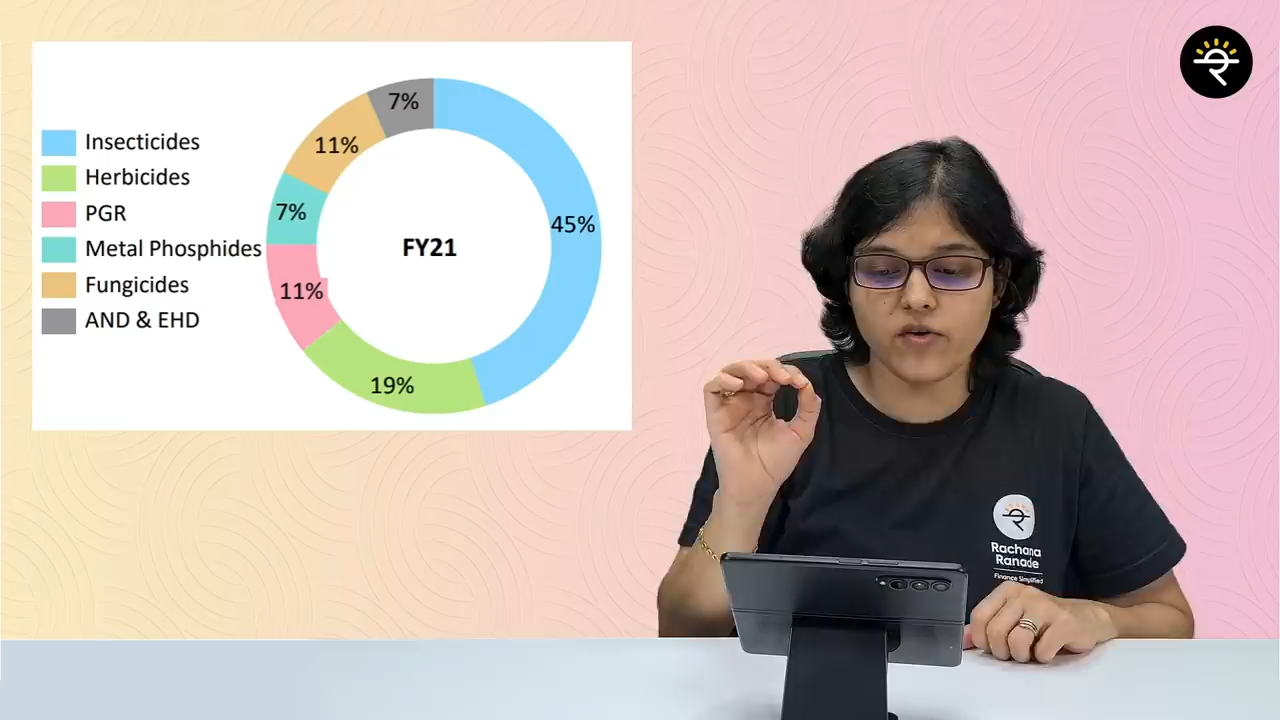 Insecticides
Herbicides
PGR
Metal Phosphides
Fungicides
AND & EHD
7%
11%
7%
11%
19%
45%
FY21
र
र
Rachana
Ranade
Finance Simplified